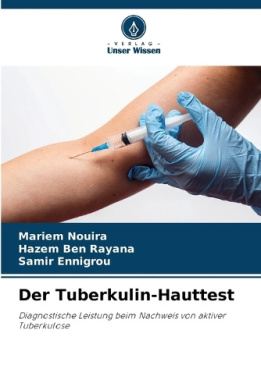 VERLAG
Unser Wissen
Mariem Nouira
Hazem Ben Rayana
Samir Ennigrou
Der Tuberkulin-Hauttest
Diagnostische Leistung beim Nachweis von aktiver
Tuberkulose